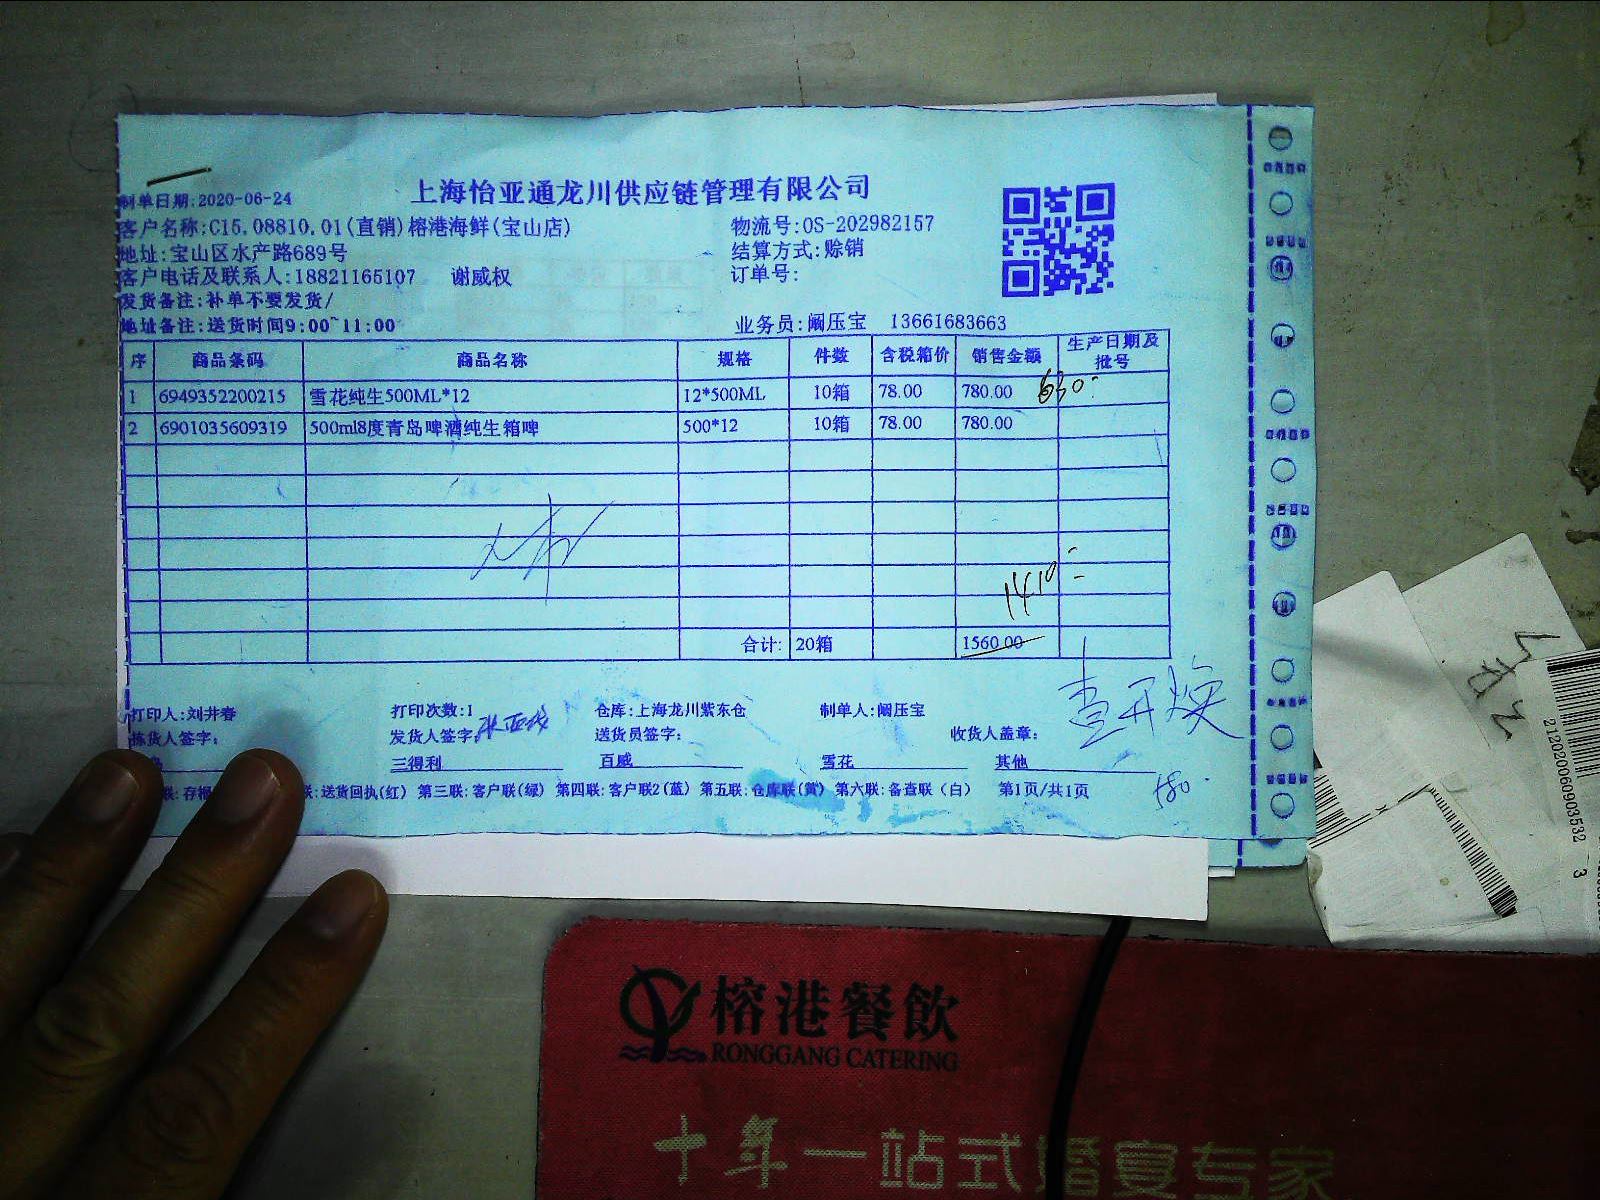 上海怡亚通龙川供应链管理有限公司
制单日期:2020-06-24
客户名称:C15.08810.01(直销)榕港海鲜(宝山店)
物流号:OS-202982157
地址:宝山区水产路689号
结算方式:赊销
客户电话及联系人:18821165107 谢威权
订单号:
发货备注:补单不要发货/
地址备注:送货时间9:00~11:00
业务员:阚压宝 13661683663
序 商品条码 商品名称 规格 件数 含税箱价 销售金额 生产日期及批号
1 6949352200215 雪花纯生500ML*12 12*500ML 10箱 78.00 780.00 630
2 6901035609319 500ml8度青岛啤酒纯生箱啤 500*12 10箱 78.00 780.00
1410
合计: 20箱 1560.00
打印人:刘井春 打印次数:1 仓库:上海龙川紫东仓 制单人:阚压宝
拣货人签字: 发货人签字: 送货员签字: 收货人盖章:
三得利 百威 雪花 其他
联:送货回执(红) 第三联:客户联(绿) 第四联:客户联2(蓝) 第五联:仓库联(黄) 第六联:备查联(白) 第1页/共1页
180
榕港餐飲
RONGGANG CATERING
十年一站式婚宴专家
212020060903532 3